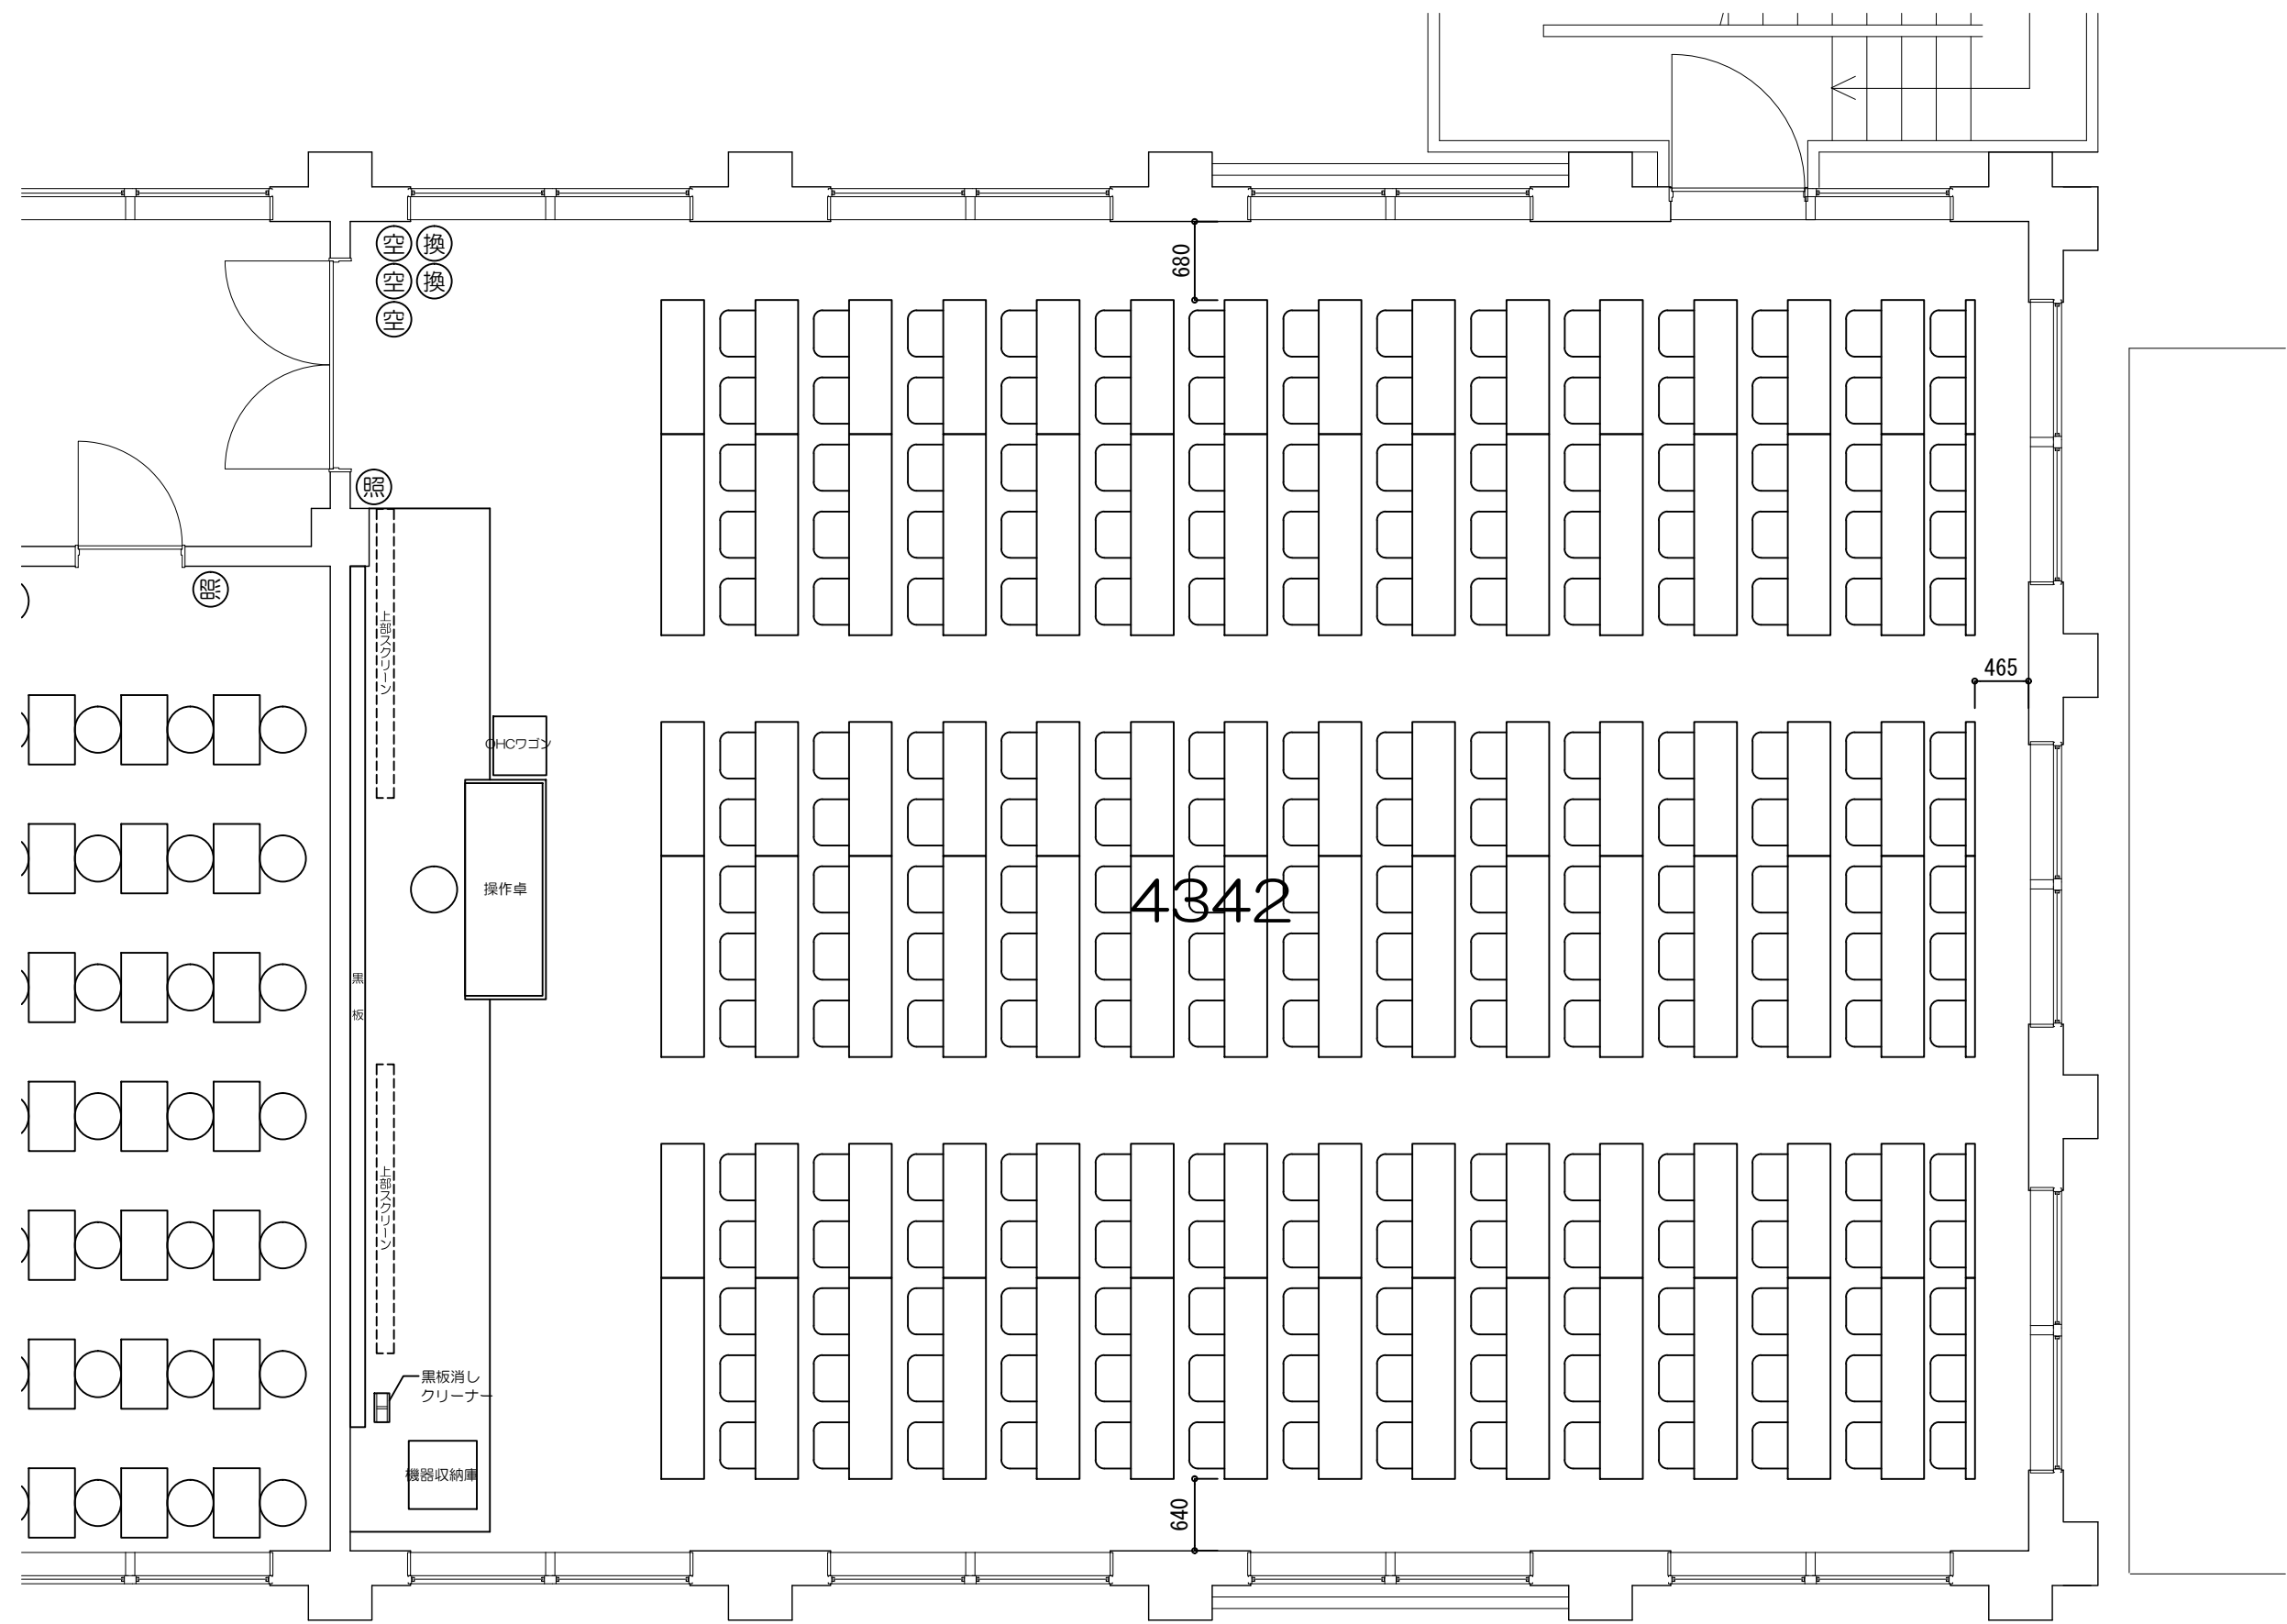 空 換
空 換
空
680
照
照
465
上部スクリーン
OHCワゴン
操作卓
4342
黒板
上部スクリーン
黒板消し
クリーナー
機器収納庫
640